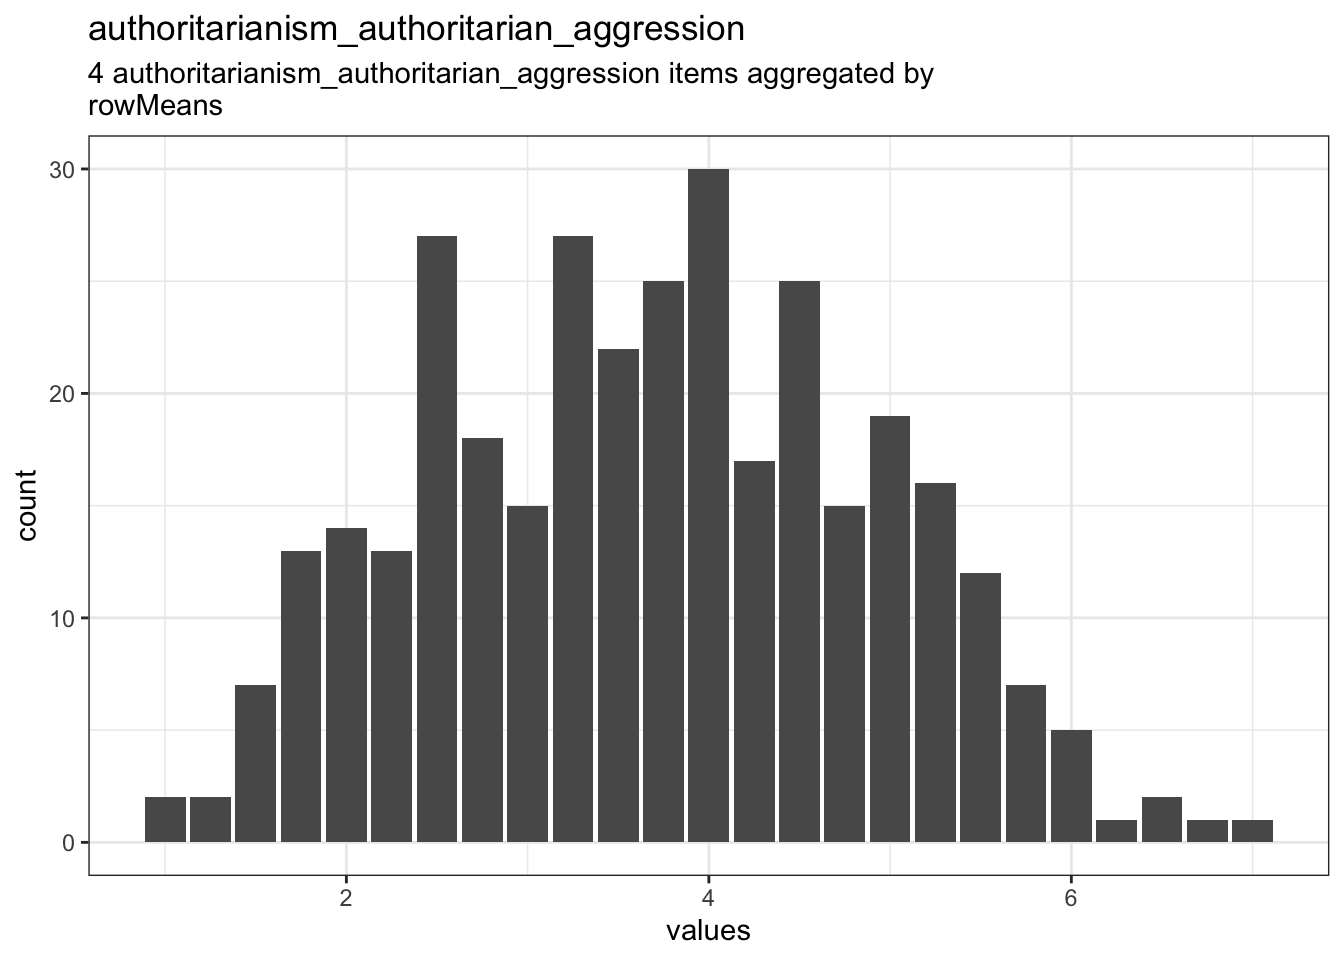 authoritarianism_authoritarian_aggression
4 authoritarianism_authoritarian_aggression items aggregated by
rowMeans
30
20
10
0
count
2 4 6
values